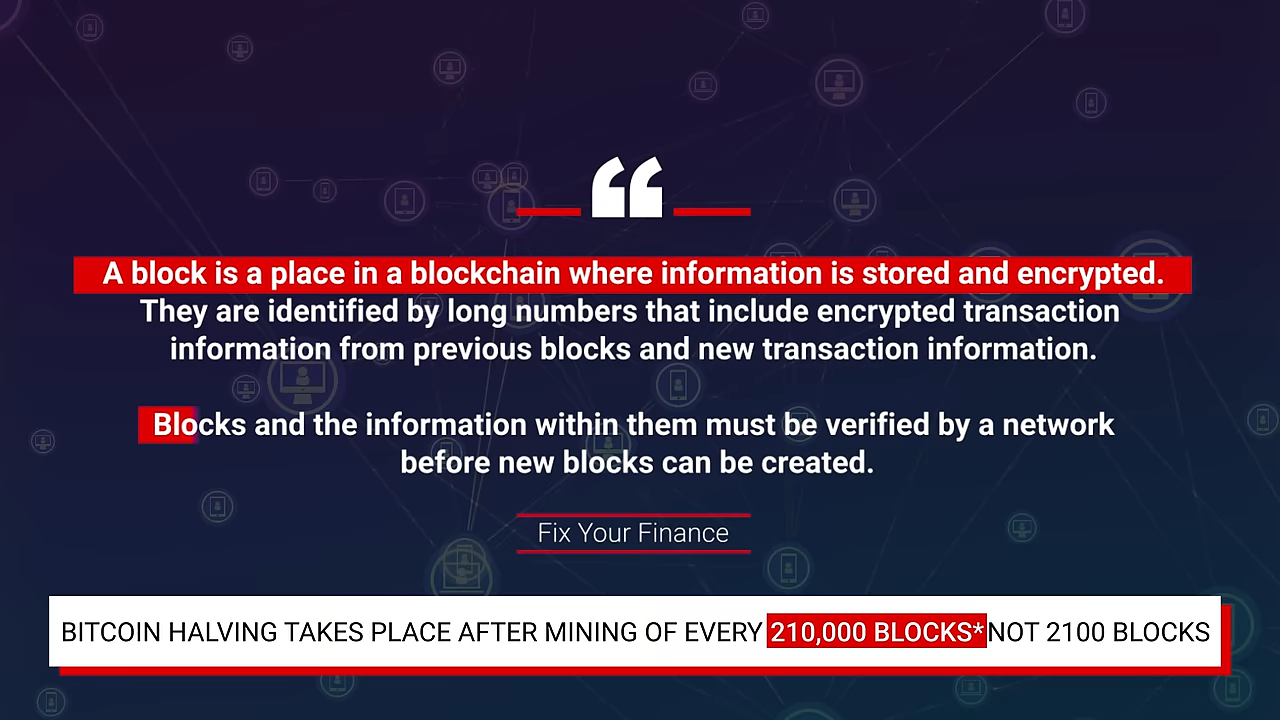 “
A block is a place in a blockchain where information is stored and encrypted.
They are identified by long numbers that include encrypted transaction
information from previous blocks and new transaction information.
Blocks and the information within them must be verified by a network
before new blocks can be created.
Fix Your Finance
BITCOIN HALVING TAKES PLACE AFTER MINING OF EVERY 210,000 BLOCKS* NOT 2100 BLOCKS